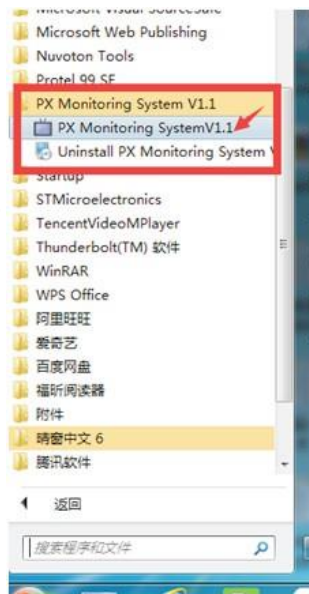 Microsoft Visual SourceSafe
Microsoft Web Publishing
Nuvoton Tools
Protel 99 SE
PX Monitoring System V1.1
PX Monitoring SystemV1.1
Uninstall PX Monitoring System V
Startup
STMicroelectronics
TencentVideoMPlayer
Thunderbolt(TM) 软件
WinRAR
WPS Office
阿里旺旺
爱奇艺
百度网盘
福昕阅读器
附件
晴窗中文 6
腾讯软件
返回
搜索程序和文件